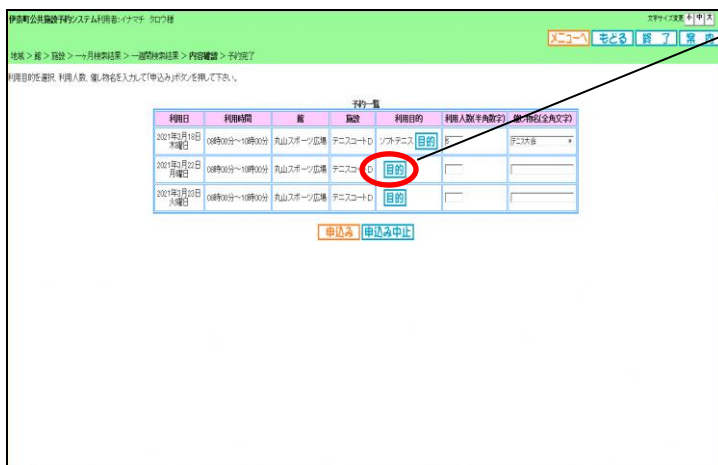 伊奈町公共施設予約システム利用者:イナマチ タロウ様
文字サイズ変更 小 中 大
メニューへ もどる 終 了 案 内
地域 > 館 > 施設 > 一ヶ月検索結果 > 一週間検索結果 > 内容確認 > 予約完了
利用目的を選択、利用人数、催し物名を入力して「申込み」ボタンを押して下さい。
予約一覧
利用日 利用時間 館 施設 利用目的 利用人数(半角数字) 催し物名(全角文字)
2021年3月18日 木曜日 08時00分～10時00分 丸山スポーツ広場 テニスコートD ソフトテニス 目的 テニス大会
2021年3月22日 月曜日 08時00分～10時00分 丸山スポーツ広場 テニスコートD 目的
2021年3月23日 火曜日 08時00分～10時00分 丸山スポーツ広場 テニスコートD 目的
申込み 申込み中止